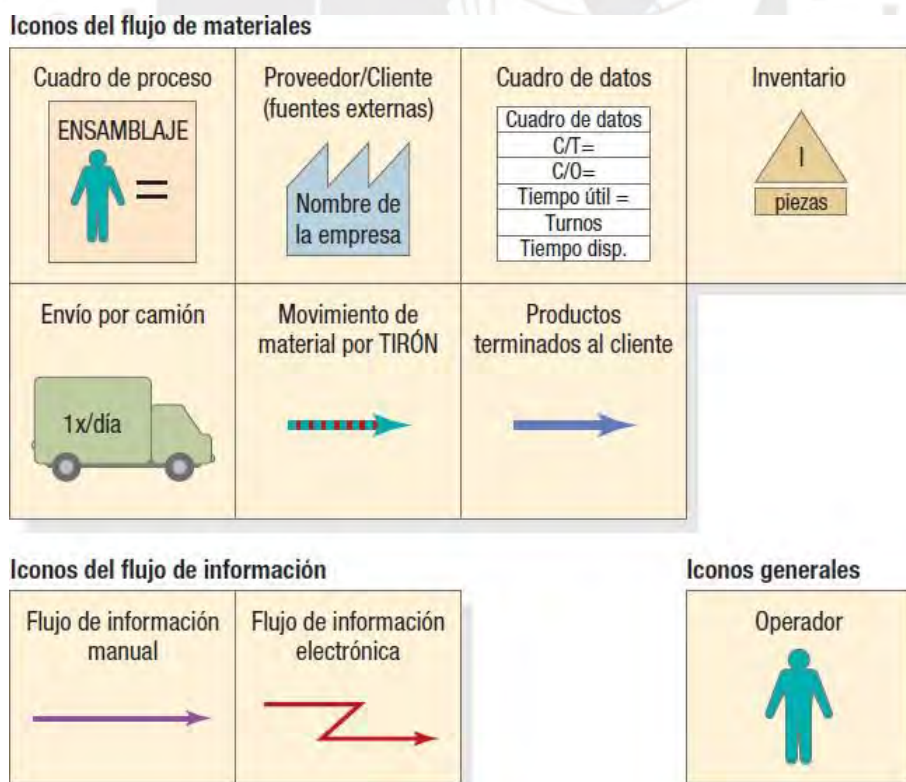 Iconos del flujo de materiales
Cuadro de proceso
ENSAMBLAJE
=
Proveedor/Cliente
(fuentes externas)
Nombre de
la empresa
Cuadro de datos
Cuadro de datos
C/T=
C/O=
Tiempo útil =
Turnos
Tiempo disp.
Inventario
I
piezas
Envío por camión
1x/día
Movimiento de
material por TIRÓN
Productos
terminados al cliente
Iconos del flujo de información
Flujo de información
manual
Flujo de información
electrónica
Iconos generales
Operador